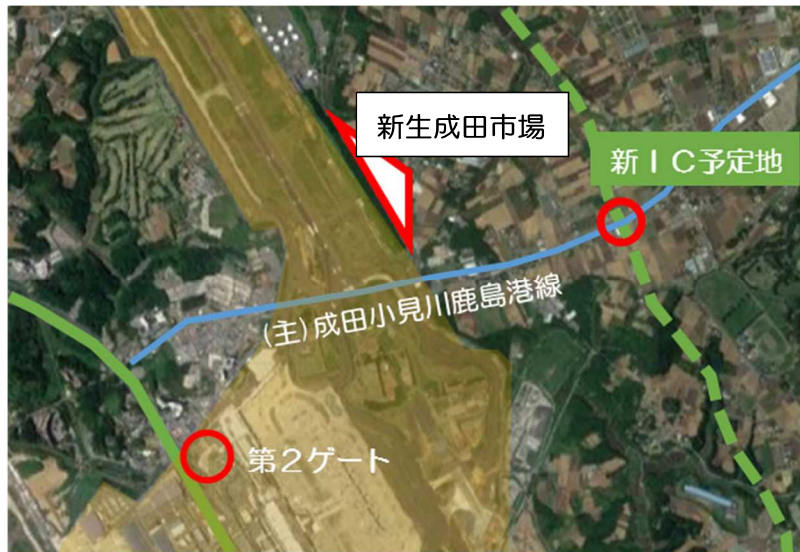 新生成田市場
新ＩＣ予定地
(主)成田小見川鹿島港線
第２ゲート